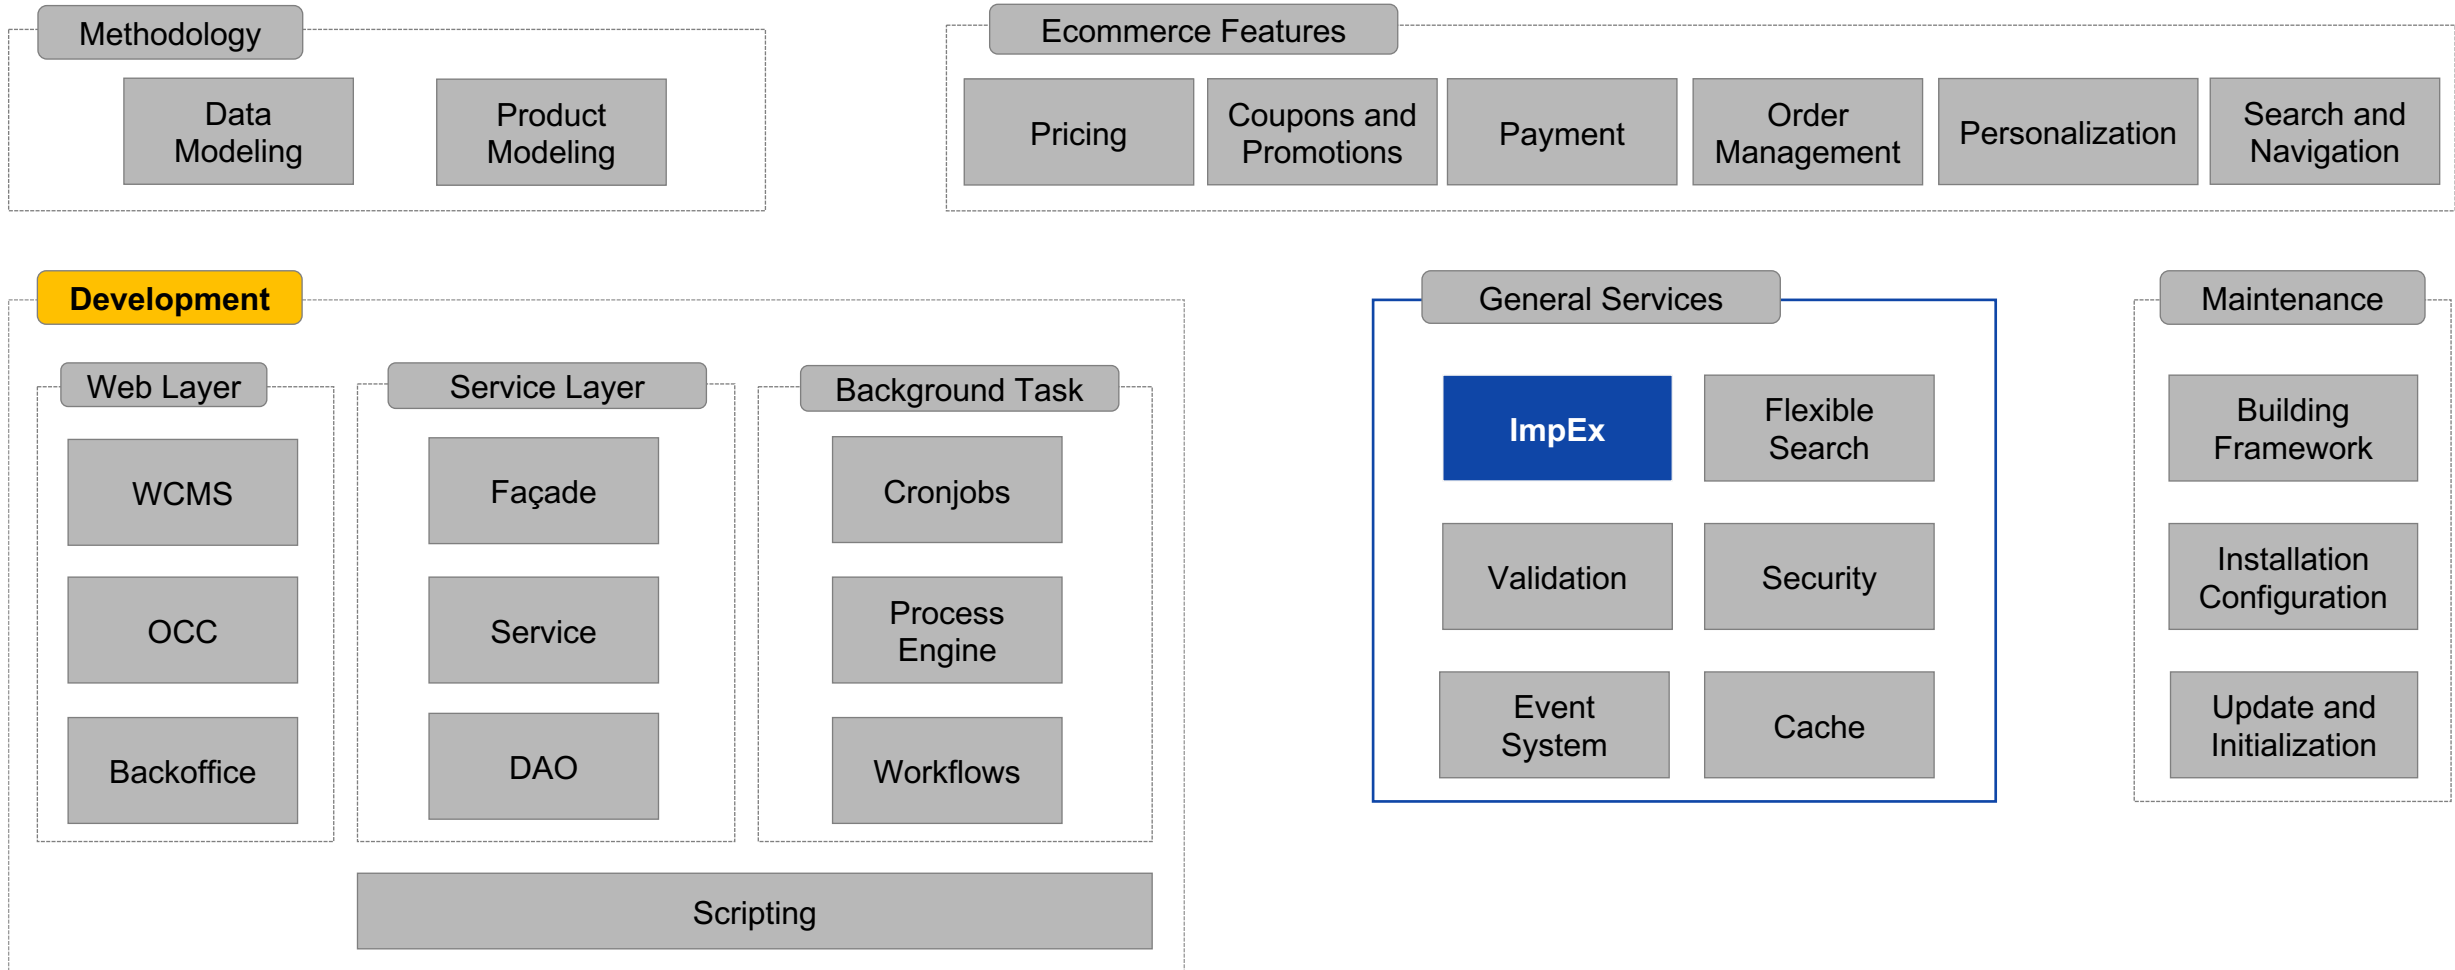 Methodology
Data
Modeling
Product
Modeling
Ecommerce Features
Pricing
Coupons and
Promotions
Payment
Order
Management
Personalization
Search and
Navigation
Development
Web Layer
WCMS
OCC
Backoffice
Service Layer
Façade
Service
DAO
Background Task
Cronjobs
Process
Engine
Workflows
Scripting
General Services
ImpEx
Flexible
Search
Validation
Security
Event
System
Cache
Maintenance
Building
Framework
Installation
Configuration
Update and
Initialization